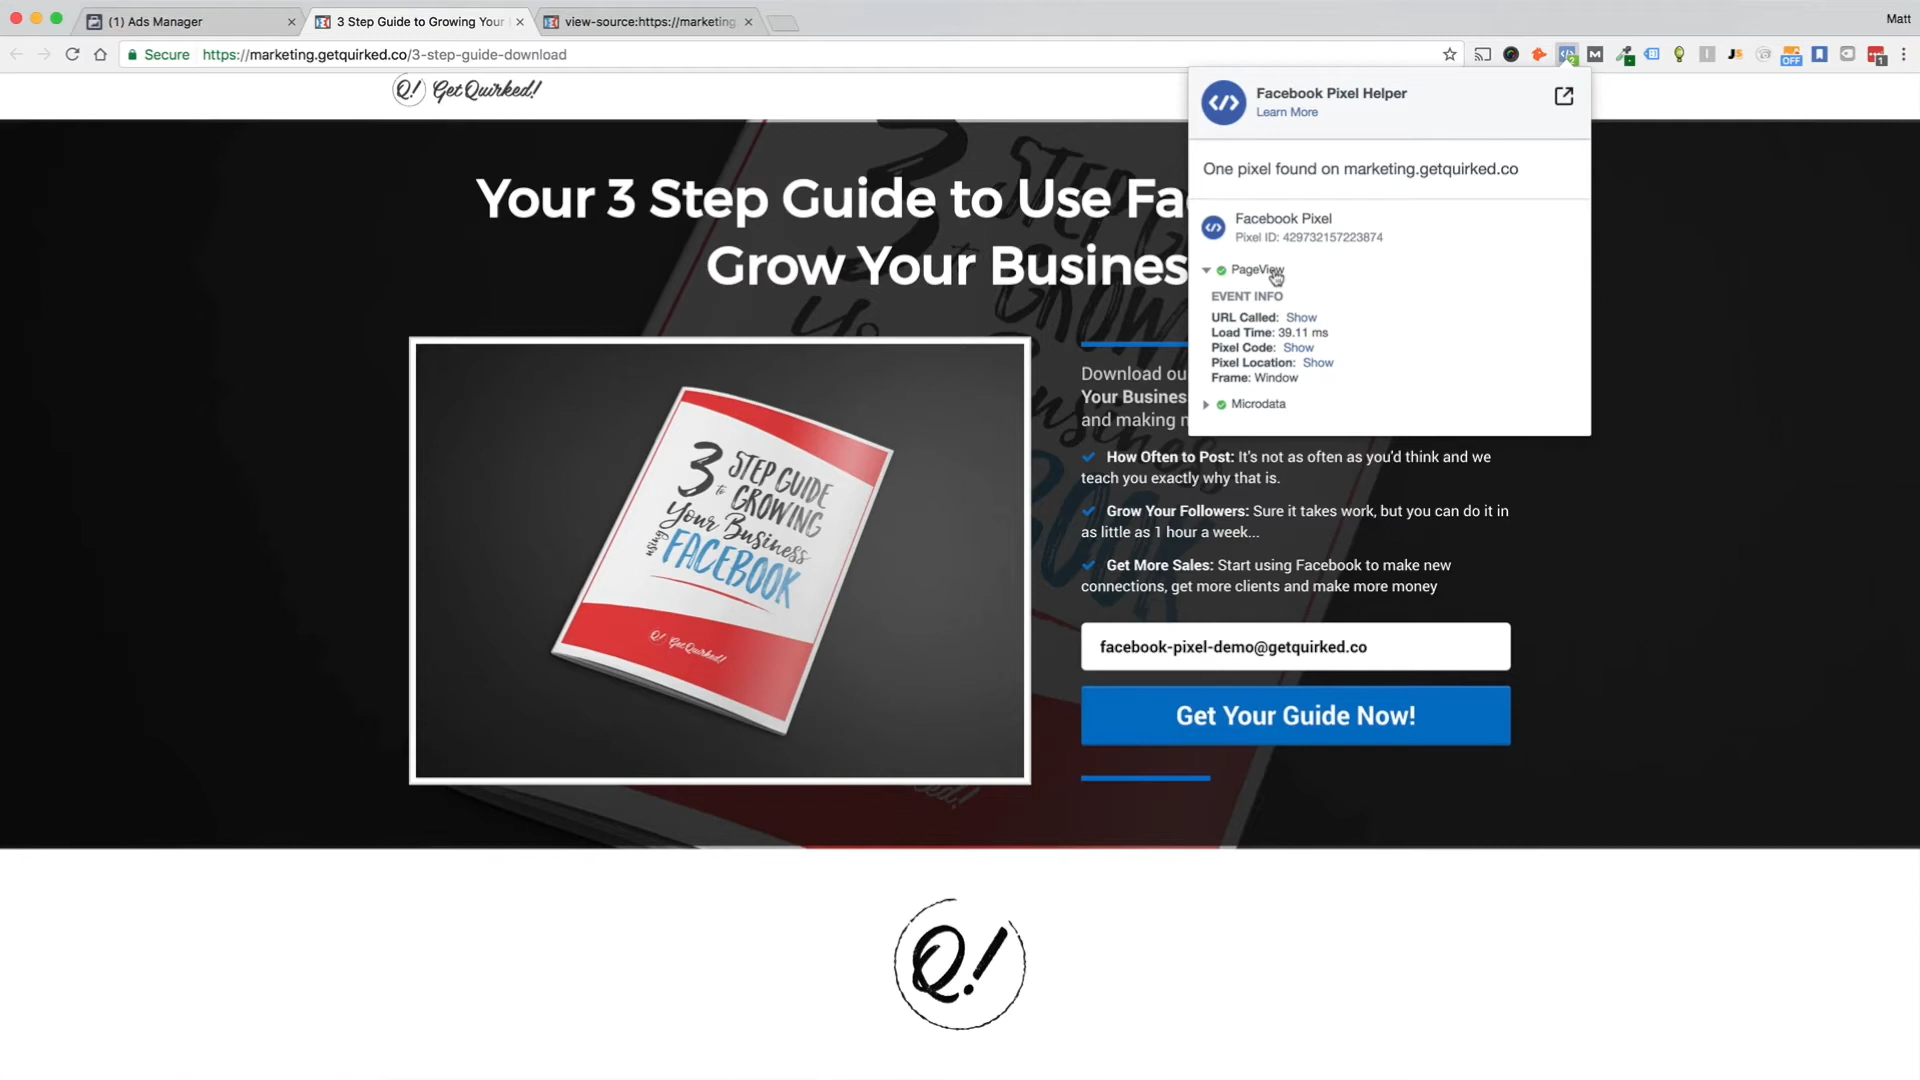 (1) Ads Manager
3 Step Guide to Growing Your
view-source:https://marketing.
Matt
Secure
https://marketing.getquirked.co/3-step-guide-download
OFF
JS
M
Q! GetQuirked!
Facebook Pixel Helper
Learn More
One pixel found on marketing.getquirked.co
Facebook Pixel
Pixel ID: 429732157223874
PageView
EVENT INFO
URL Called: Show
Load Time: 39.11 ms
Pixel Code: Show
Pixel Location: Show
Frame: Window
Microdata
Your 3 Step Guide to Use Fa
Grow Your Busines
3 STEP GUIDE
to GROWING
Your Business
using FACEBOOK
Q! GetQuirked!
Download ou
Your Busines
and making n
How Often to Post: It's not as often as you'd think and we
teach you exactly why that is.
Grow Your Followers: Sure it takes work, but you can do it in
as little as 1 hour a week...
Get More Sales: Start using Facebook to make new
connections, get more clients and make more money
facebook-pixel-demo@getquirked.co
Get Your Guide Now!
Q!